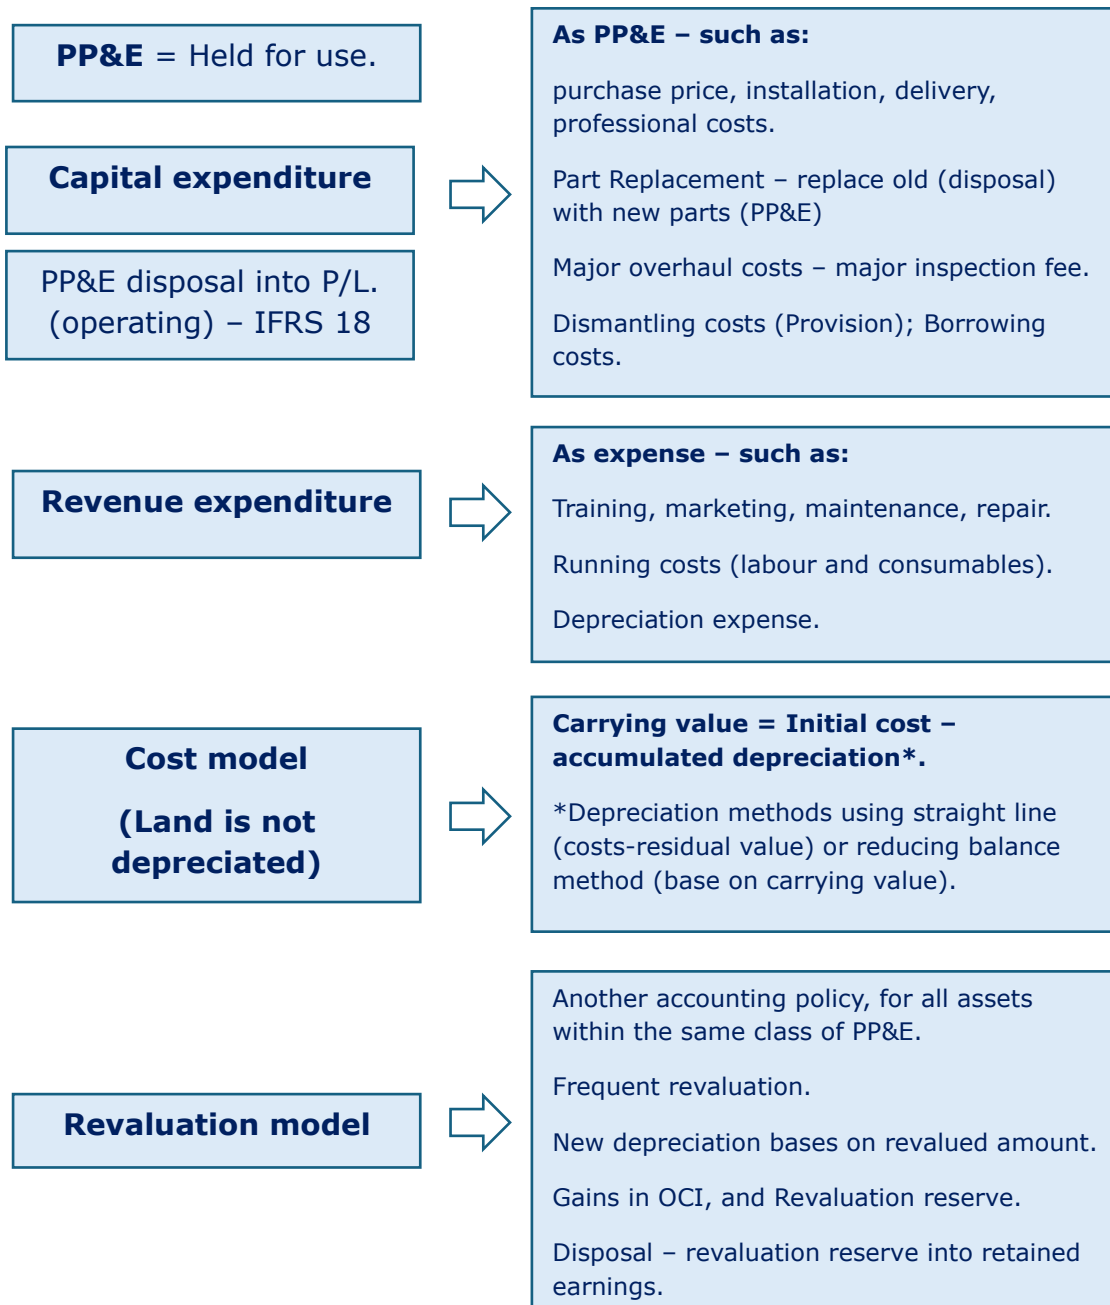 PP&E = Held for use.
Capital expenditure
PP&E disposal into P/L.
(operating) – IFRS 18
As PP&E – such as:
purchase price, installation, delivery,
professional costs.
Part Replacement – replace old (disposal)
with new parts (PP&E)
Major overhaul costs – major inspection fee.
Dismantling costs (Provision); Borrowing
costs.
Revenue expenditure
As expense – such as:
Training, marketing, maintenance, repair.
Running costs (labour and consumables).
Depreciation expense.
Cost model
(Land is not
depreciated)
Carrying value = Initial cost –
accumulated depreciation*.
*Depreciation methods using straight line
(costs-residual value) or reducing balance
method (base on carrying value).
Revaluation model
Another accounting policy, for all assets
within the same class of PP&E.
Frequent revaluation.
New depreciation bases on revalued amount.
Gains in OCI, and Revaluation reserve.
Disposal – revaluation reserve into retained
earnings.